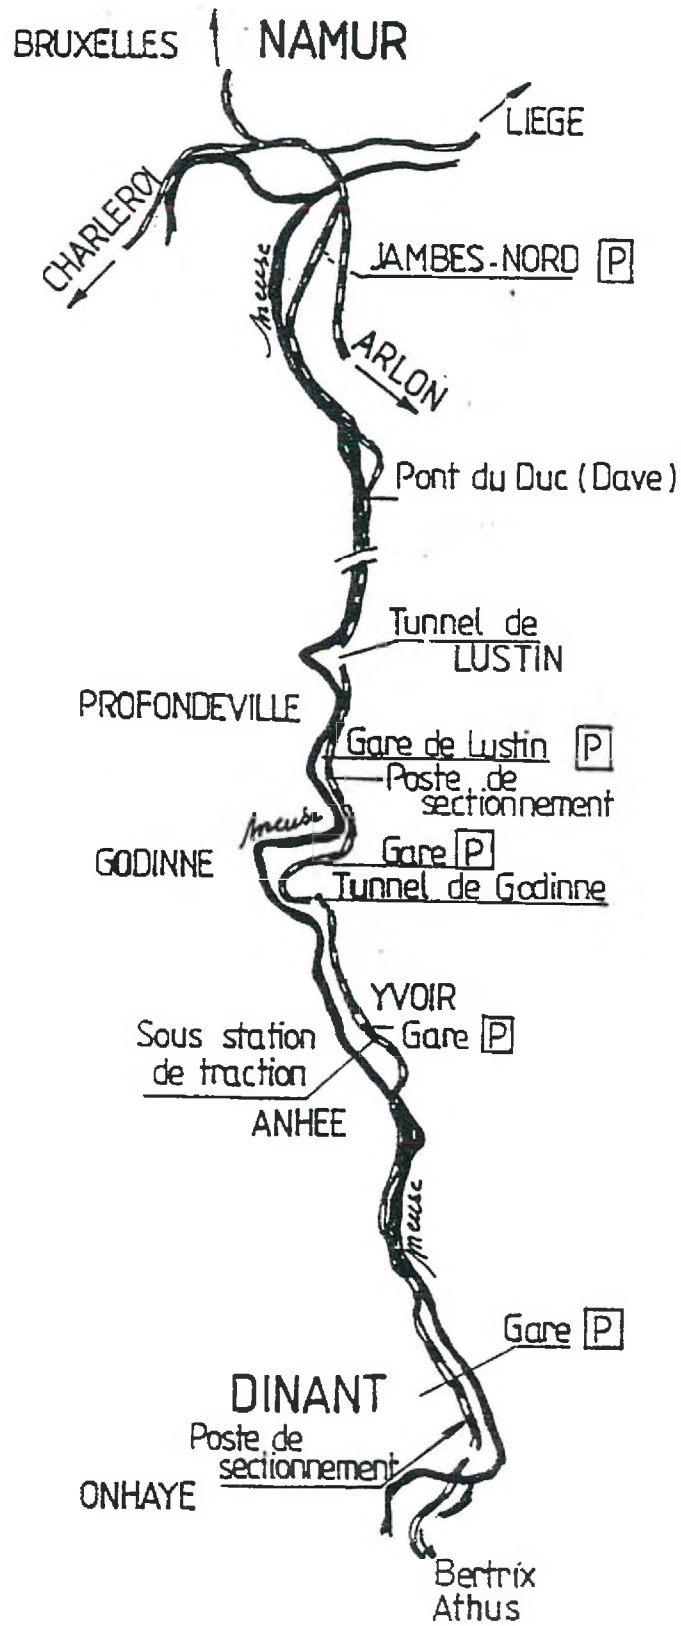 BRUXELLES NAMUR
LIEGE
CHARLEROI
JAMBES-NORD P
Meuse
ARLON
Pont du Duc (Dave)
Tunnel de
LUSTIN
PROFONDEVILLE
Gare de Lustin P
Poste de
sectionnement
Meuse
Gare P
GODINNE
Tunnel de Godinne
YVOIR
Gare P
Sous station
de traction
ANHEE
Meuse
Gare P
DINANT
Poste de
sectionnement
ONHAYE
Bertrix
Athus